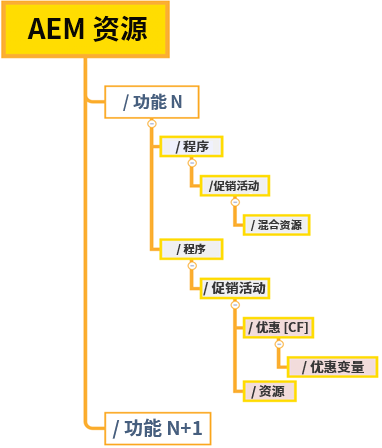 AEM 资源
/ 功能 N
/ 程序
/促销活动
/ 混合资源
/ 程序
/ 促销活动
/ 优惠 [CF]
/ 优惠变量
/ 资源
/ 功能 N+1